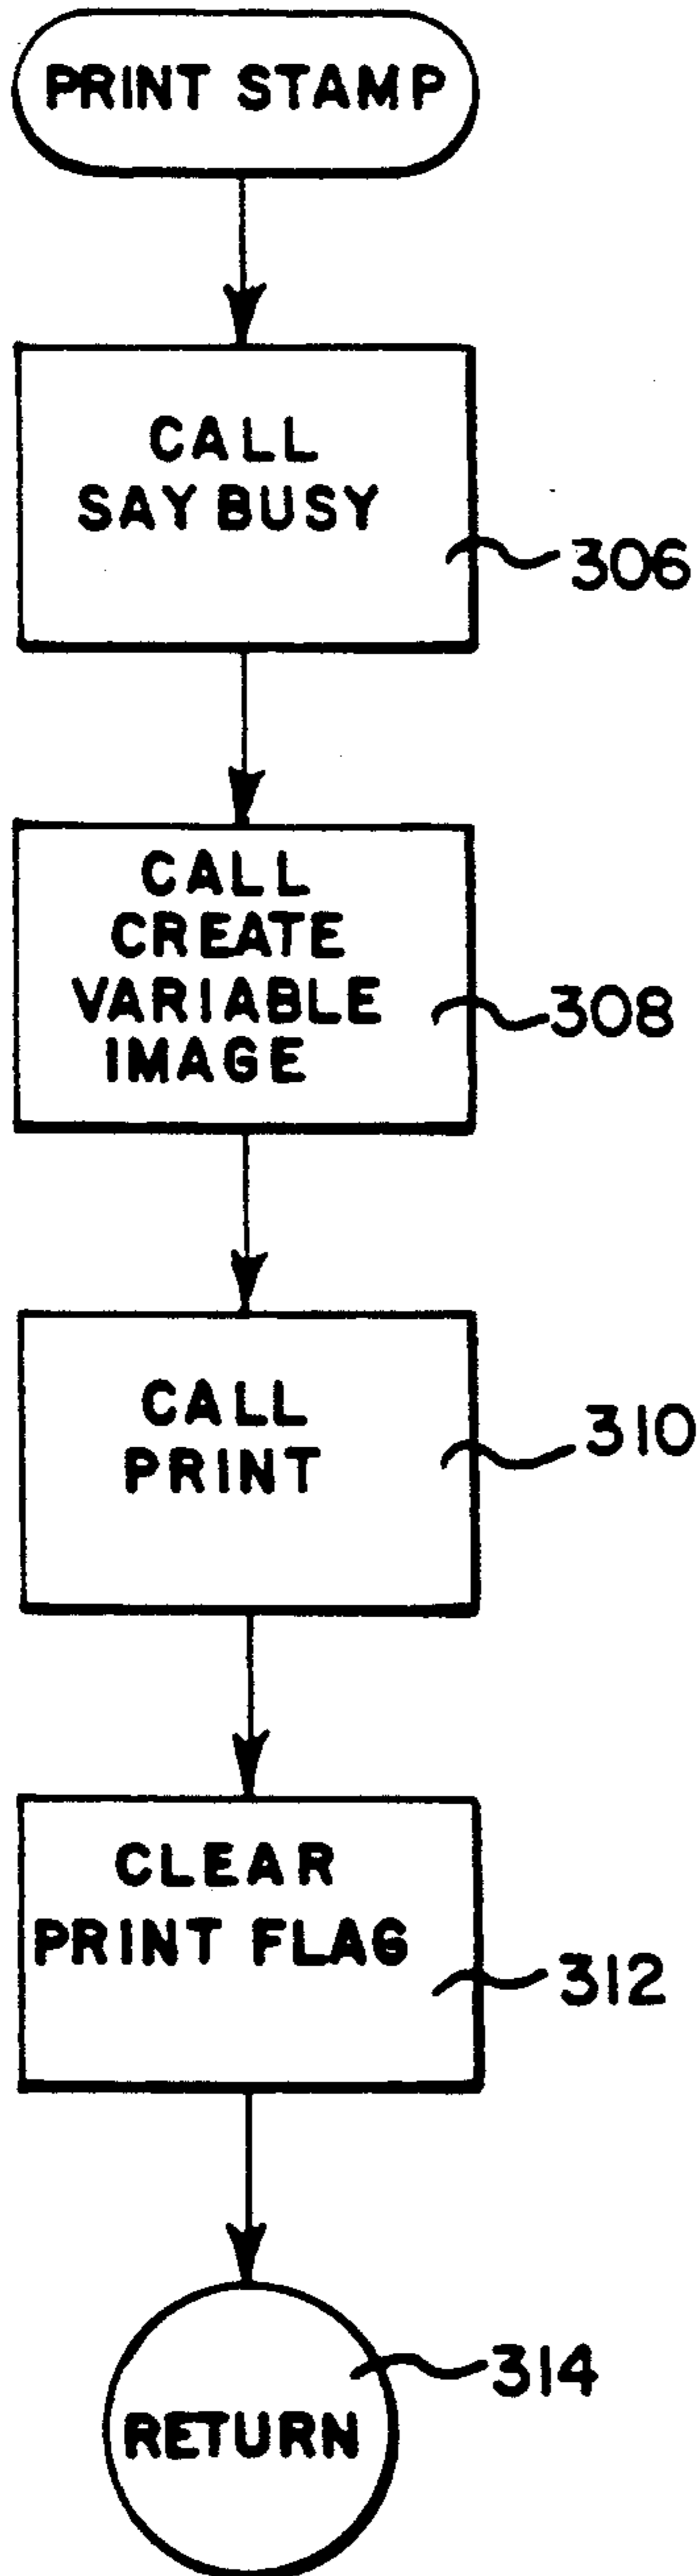 PRINT STAMP
CALL
SAY BUSY
306
CALL
CREATE
VARIABLE
IMAGE
308
CALL
PRINT
310
CLEAR
PRINT FLAG
312
314
RETURN